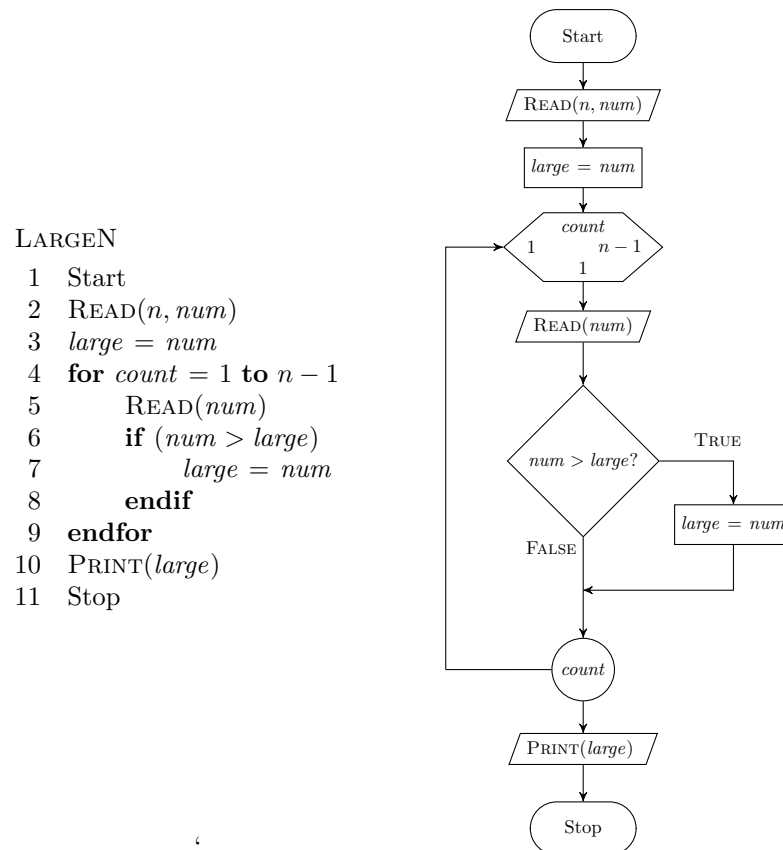 LARGEN
1 Start
2 READ(n, num)
3 large = num
4 for count = 1 to n − 1
5 READ(num)
6 if (num > large)
7 large = num
8 endif
9 endfor
10 PRINT(large)
11 Stop
‘
Start
READ(n, num)
large = num
count
1 n − 1
1
READ(num)
num > large?
TRUE
large = num
FALSE
count
PRINT(large)
Stop